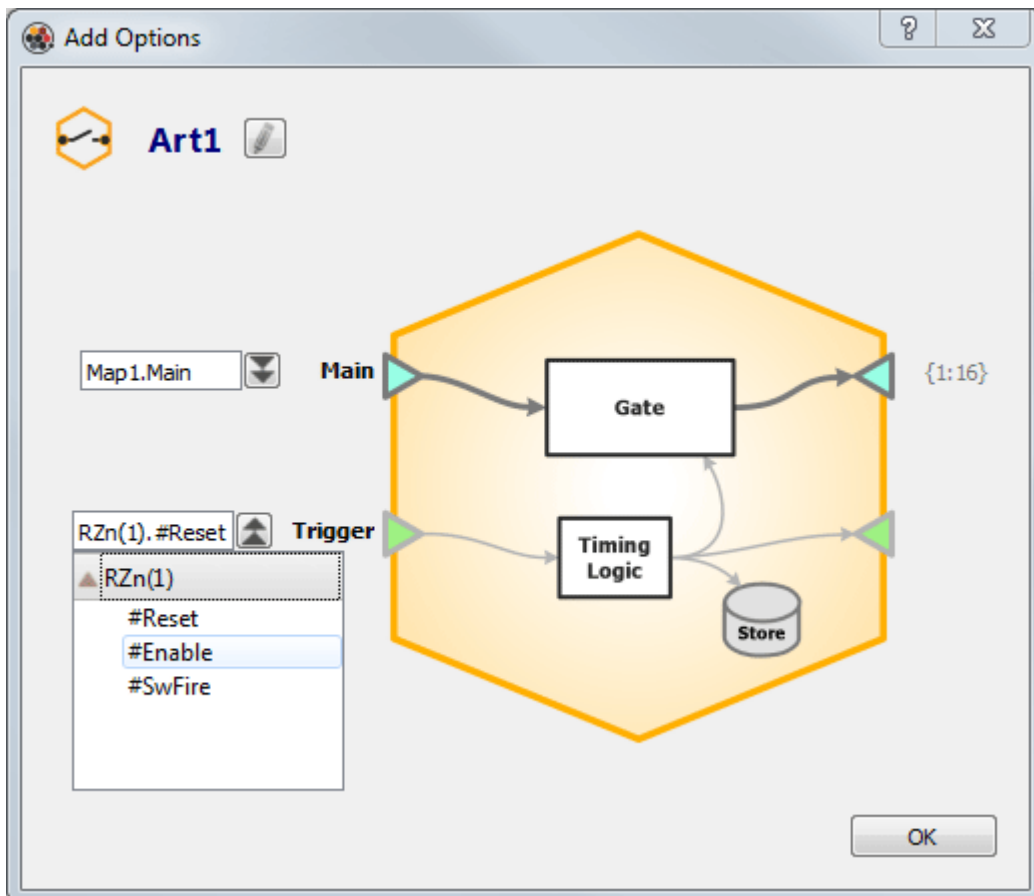 Add Options
Art1
Map1.Main
Main
Gate
{1:16}
RZn(1).#Reset
Trigger
Timing
Logic
Store
RZn(1)
#Reset
#Enable
#SwFire
OK